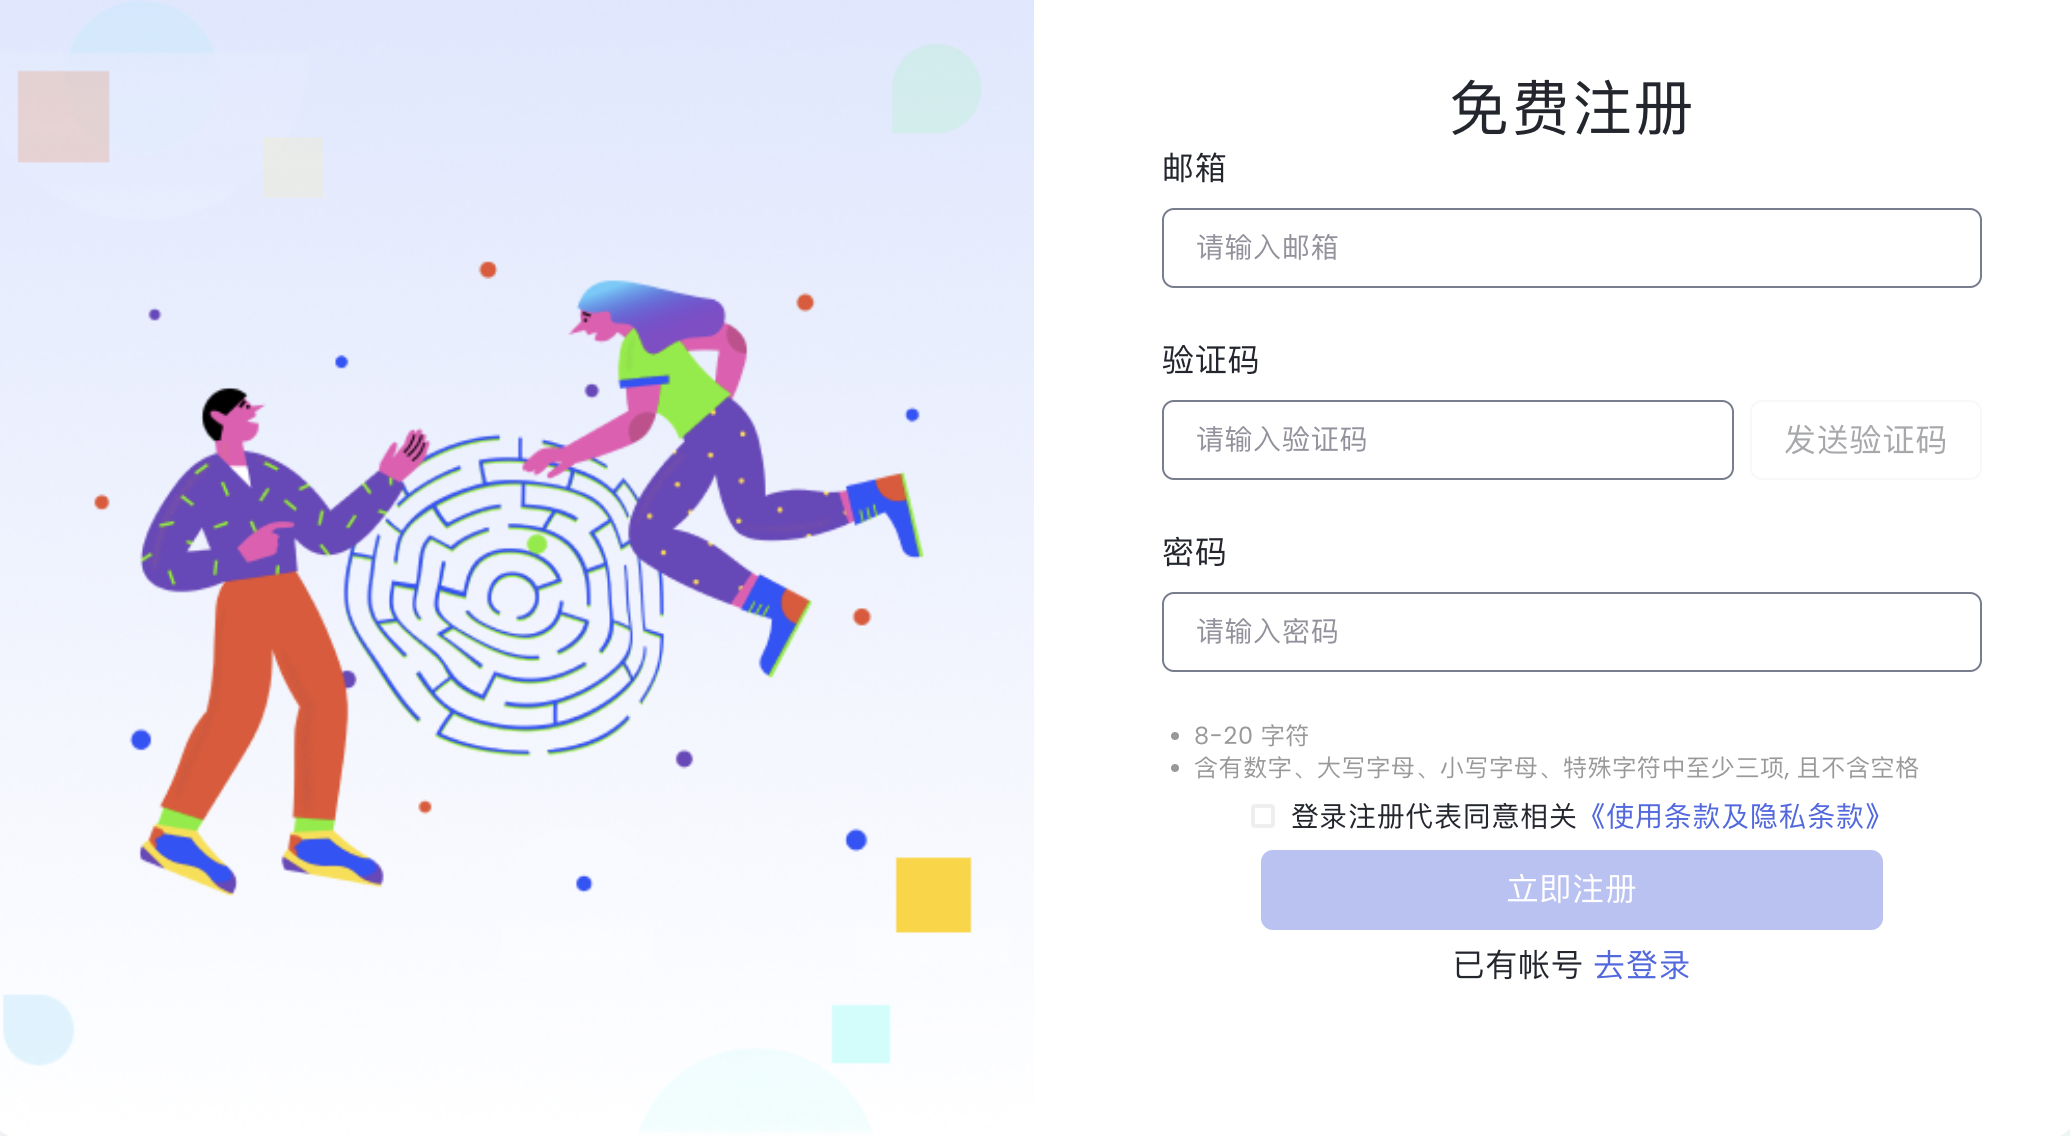 免费注册
邮箱
请输入邮箱
验证码
请输入验证码
发送验证码
密码
请输入密码
8-20 字符
含有数字、大写字母、小写字母、特殊字符中至少三项, 且不含空格
登录注册代表同意相关《使用条款及隐私条款》
立即注册
已有帐号 去登录